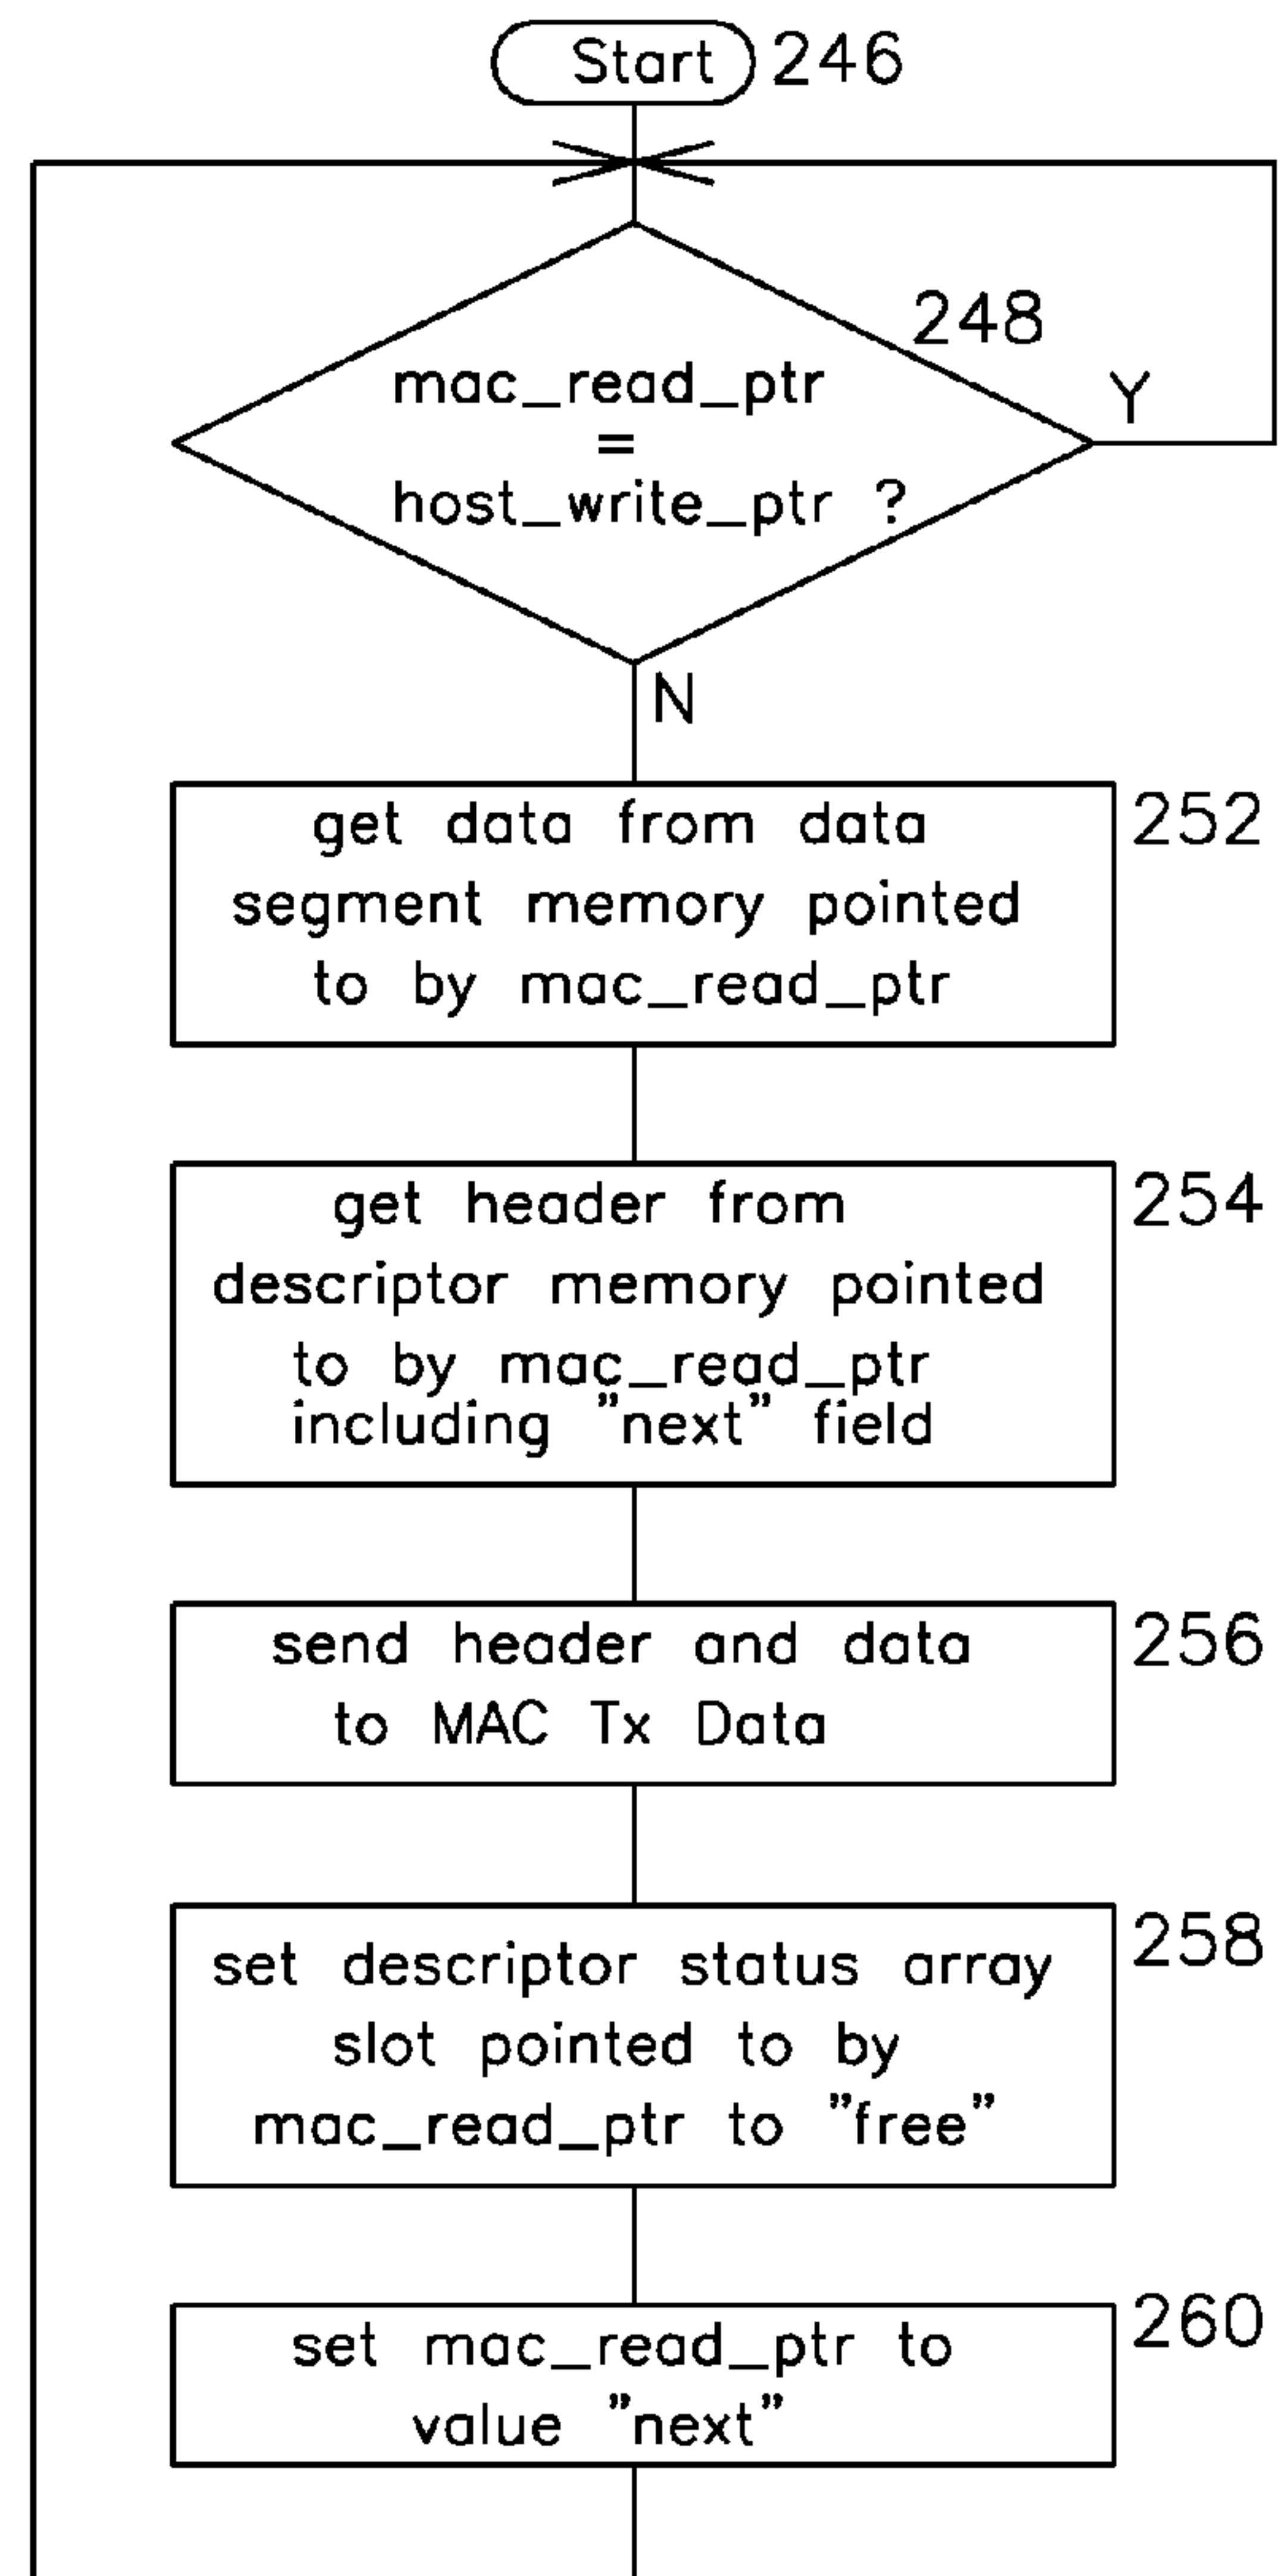 Start 246
248
mac_read_ptr
Y
=
host_write_ptr ?
N
get data from data 252
segment memory pointed
to by mac_read_ptr
get header from 254
descriptor memory pointed
to by mac_read_ptr
including "next" field
send header and data 256
to MAC Tx Data
set descriptor status array 258
slot pointed to by
mac_read_ptr to "free"
set mac_read_ptr to 260
value "next"